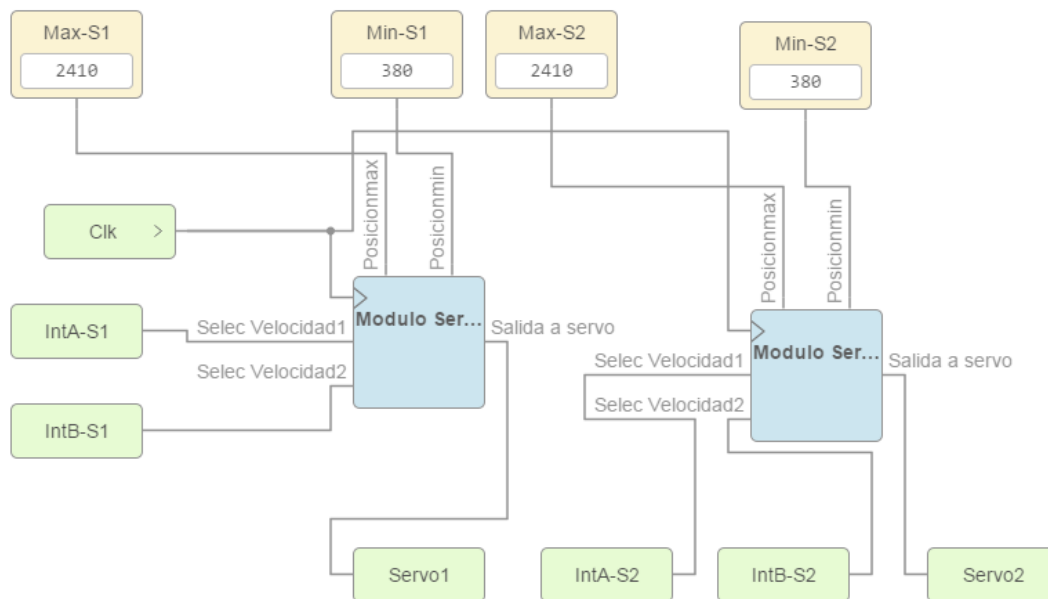 Max-S1
2410
Min-S1
380
Max-S2
2410
Min-S2
380
Clk
Posicionmax
Posicionmin
Posicionmax
Posicionmin
IntA-S1
Selec Velocidad1
Modulo Ser...
Salida a servo
Selec Velocidad2
IntB-S1
Selec Velocidad1
Modulo Ser...
Salida a servo
Selec Velocidad2
Servo1
IntA-S2
IntB-S2
Servo2